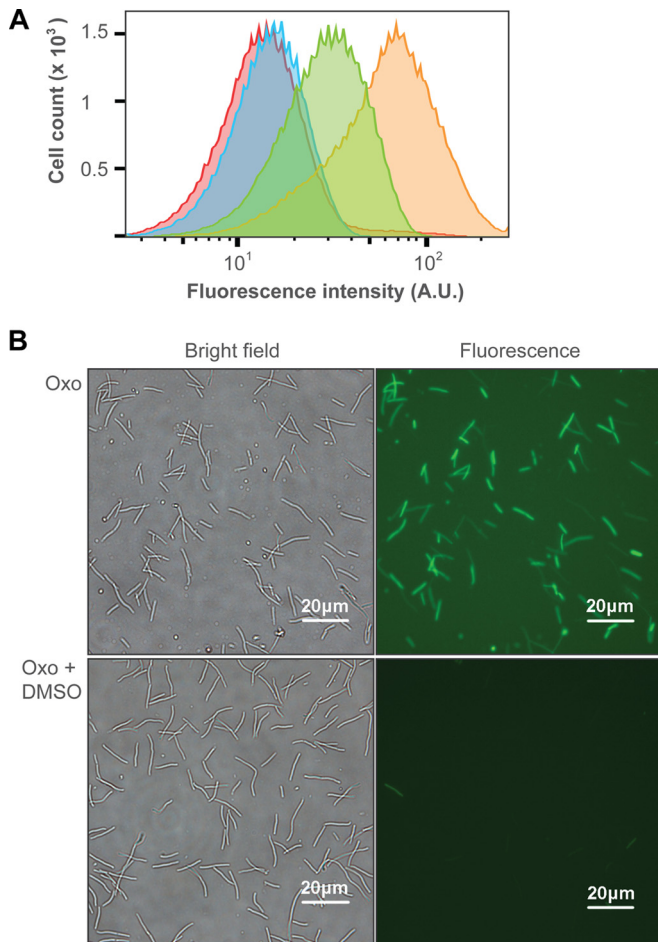 A
Cell count (x 10³)
1.5
1
0.5
0
10¹
10²
Fluorescence intensity (A.U.)
B
Bright field
Fluorescence
Oxo
20µm
20µm
Oxo +
DMSO
20µm
20µm